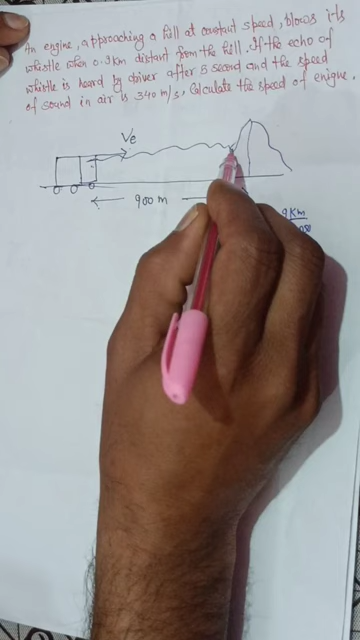 An engine, approaching a hill at constant speed, blows its
whistle when 0.9km distant from the hill. If the echo of
whistle is heard by driver after 5 second and the speed
of sound in air is 340 m/s, Calculate the speed of engine.
Ve
900 m
9Km